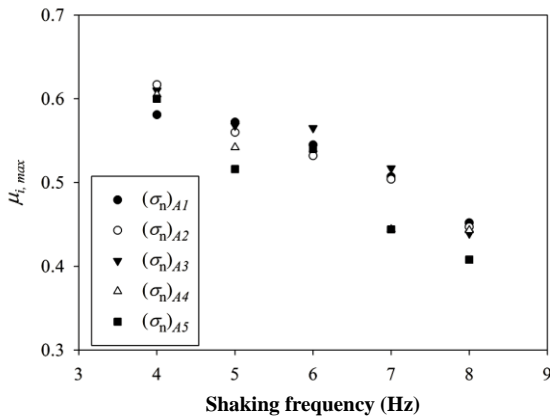 0.7
0.6
0.5
0.4
0.3
μi, max
(σn)A1
(σn)A2
(σn)A3
(σn)A4
(σn)A5
3 4 5 6 7 8 9
Shaking frequency (Hz)